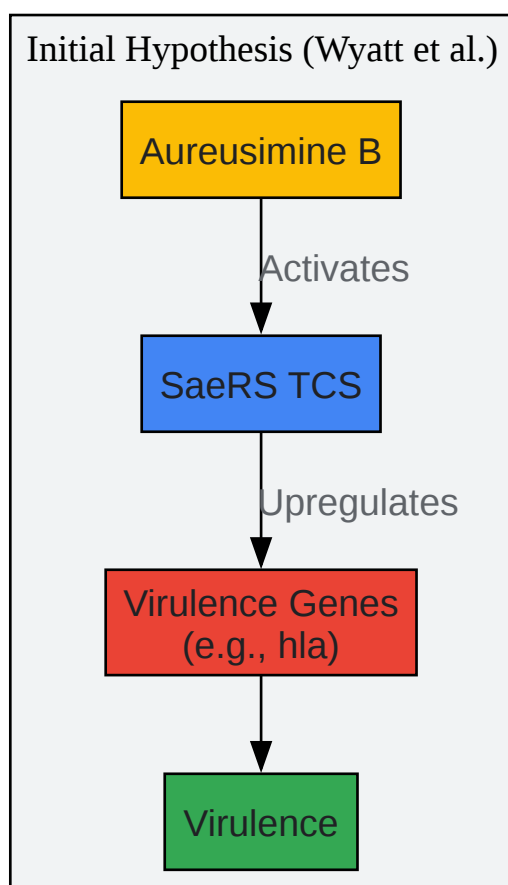 Initial Hypothesis (Wyatt et al.)
Aureusimine B
Activates
SaeRS TCS
Upregulates
Virulence Genes
(e.g., hla)
Virulence